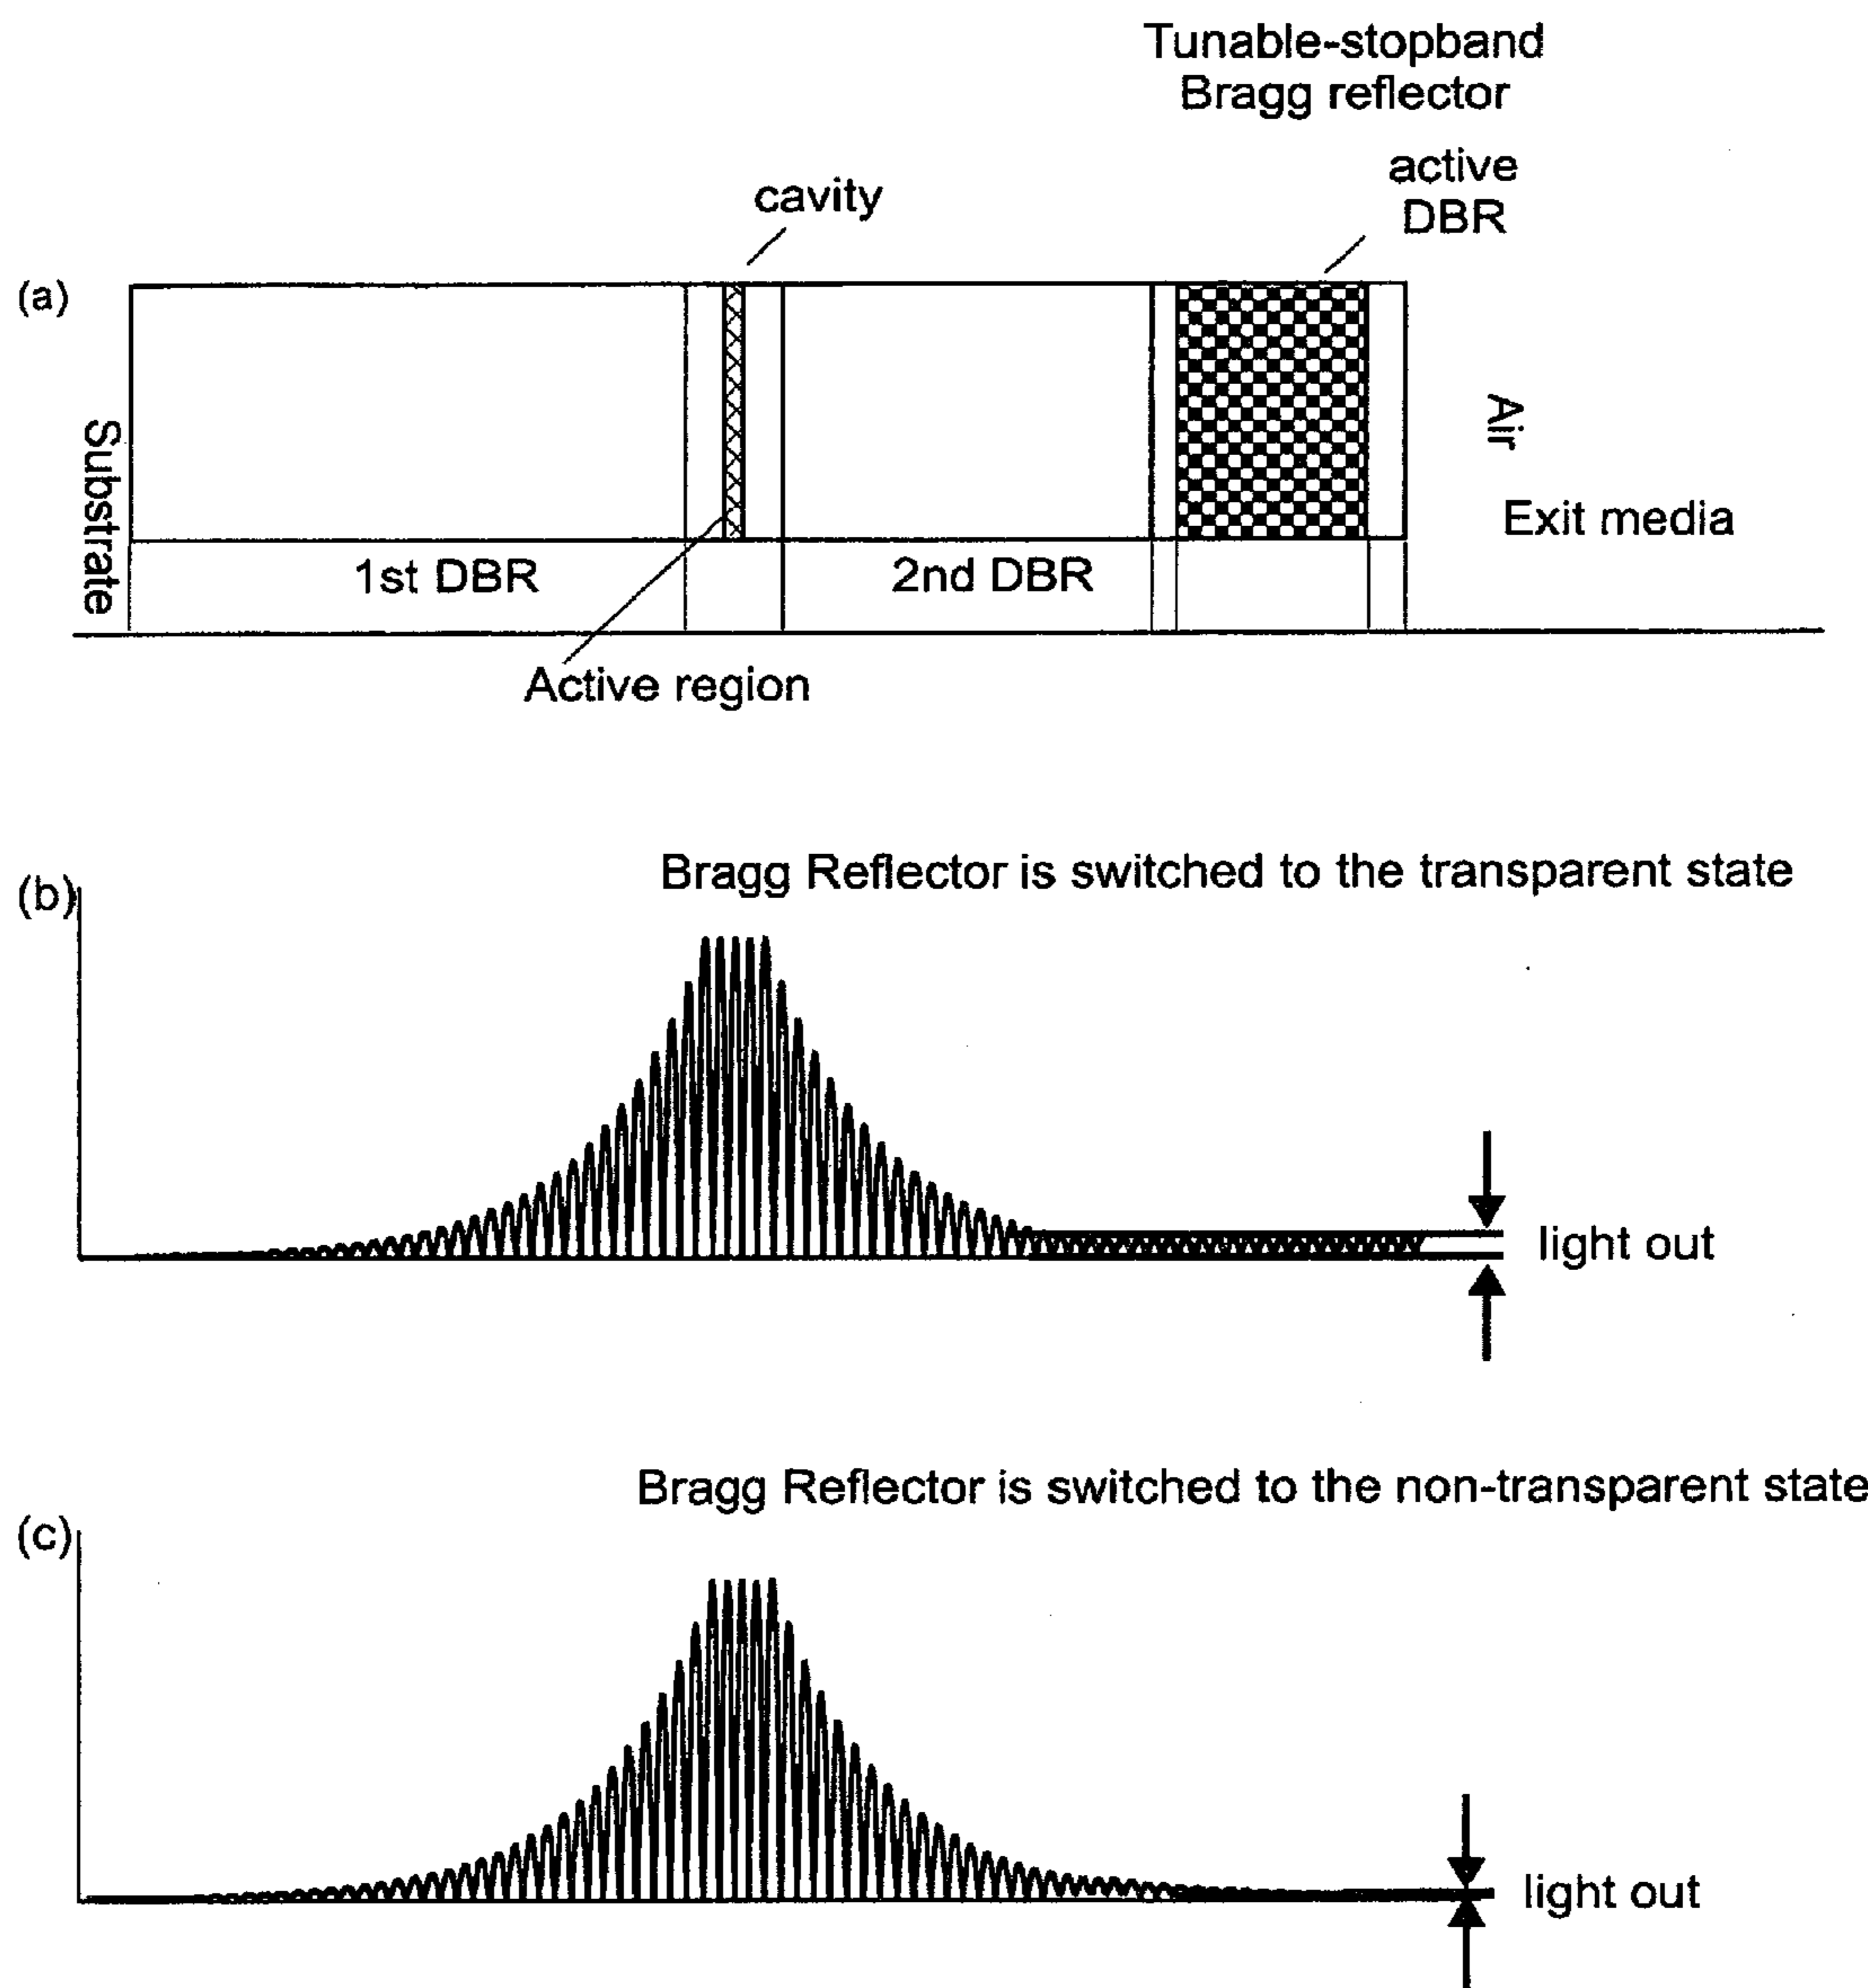 Tunable-stopband
Bragg reflector
active
DBR
cavity
(a)
Substrate
Air
Exit media
1st DBR
2nd DBR
Active region
Bragg Reflector is switched to the transparent state
(b)
light out
Bragg Reflector is switched to the non-transparent state
(c)
light out